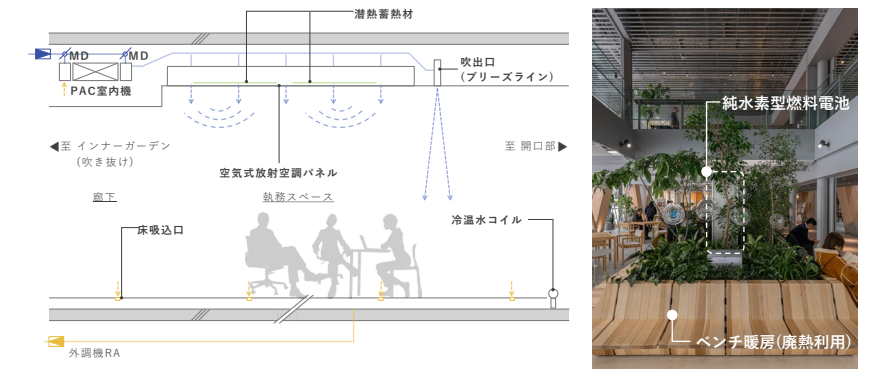 潜熱蓄熱材
MD
MD
PAC室内機
吹出口
(ブリーズライン)
至 インナーガーデン
(吹き抜け)
至 開口部
空気式放射空調パネル
廊下
執務スペース
床吸込口
冷温水コイル
外調機RA
純水素型燃料電池
ベンチ暖房(廃熱利用)